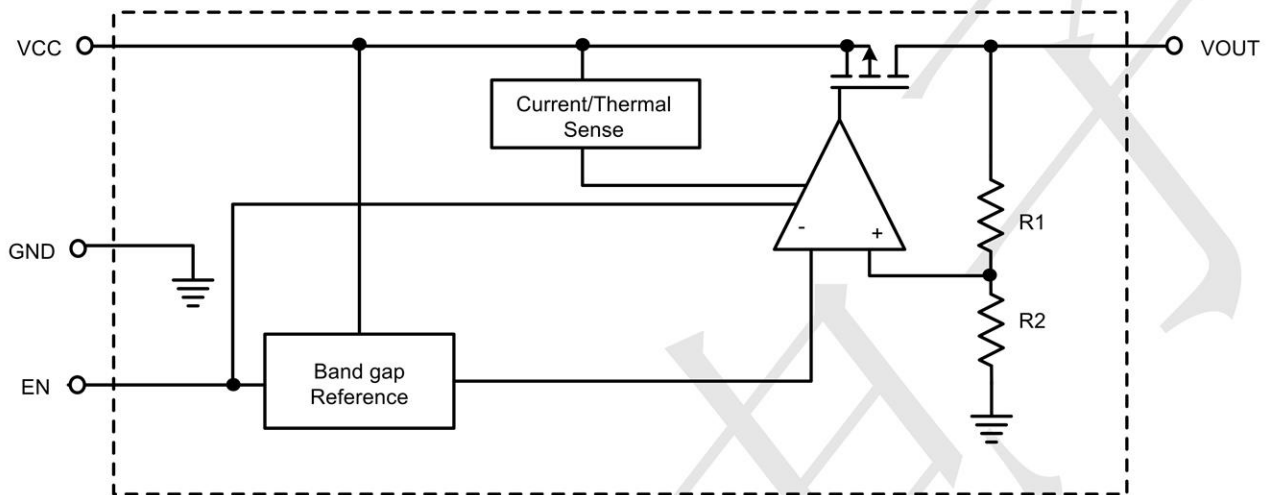 VCC
VOUT
Current/Thermal
Sense
-
+
R1
GND
R2
EN
Band gap
Reference